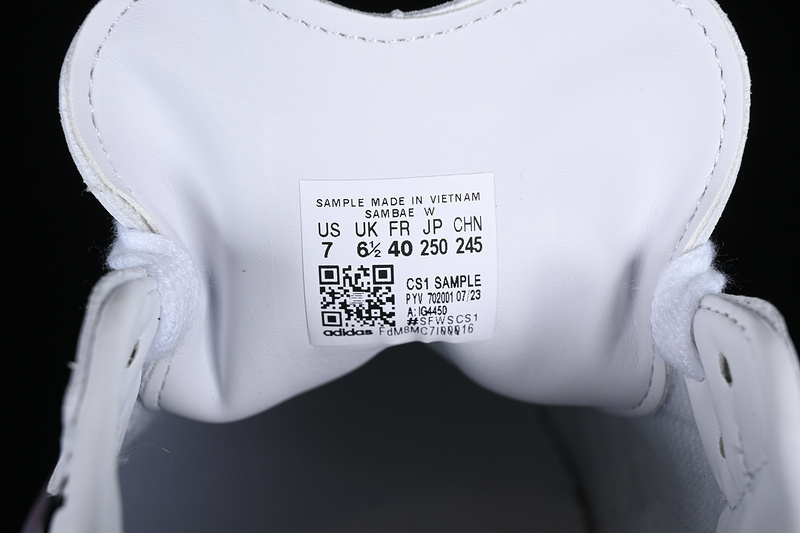 SAMPLE MADE IN VIETNAM
SAMBAE W
US UK FR JP CHN
7 6½ 40 250 245
CS1 SAMPLE
PYV 702001 07/23
A: IG4450
#SFWSCS1
adidas